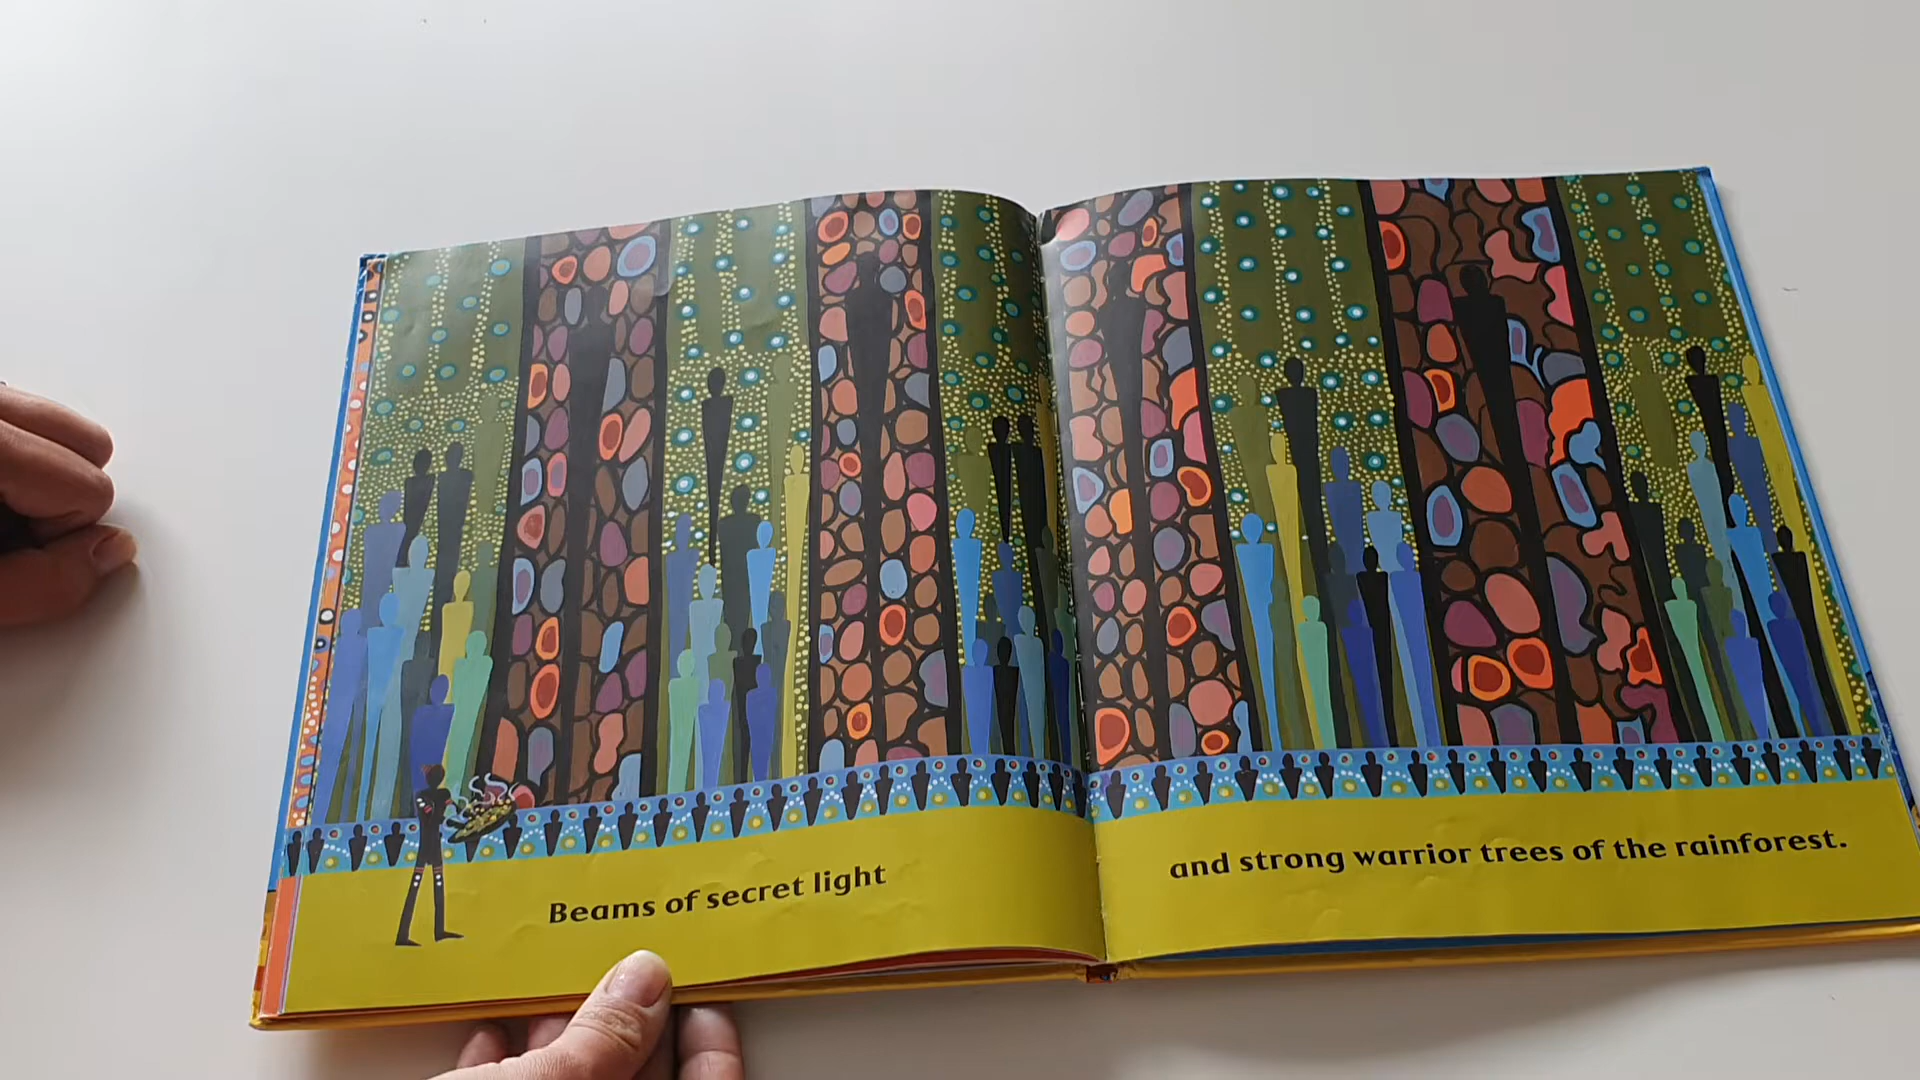 Beams of secret light
and strong warrior trees of the rainforest.